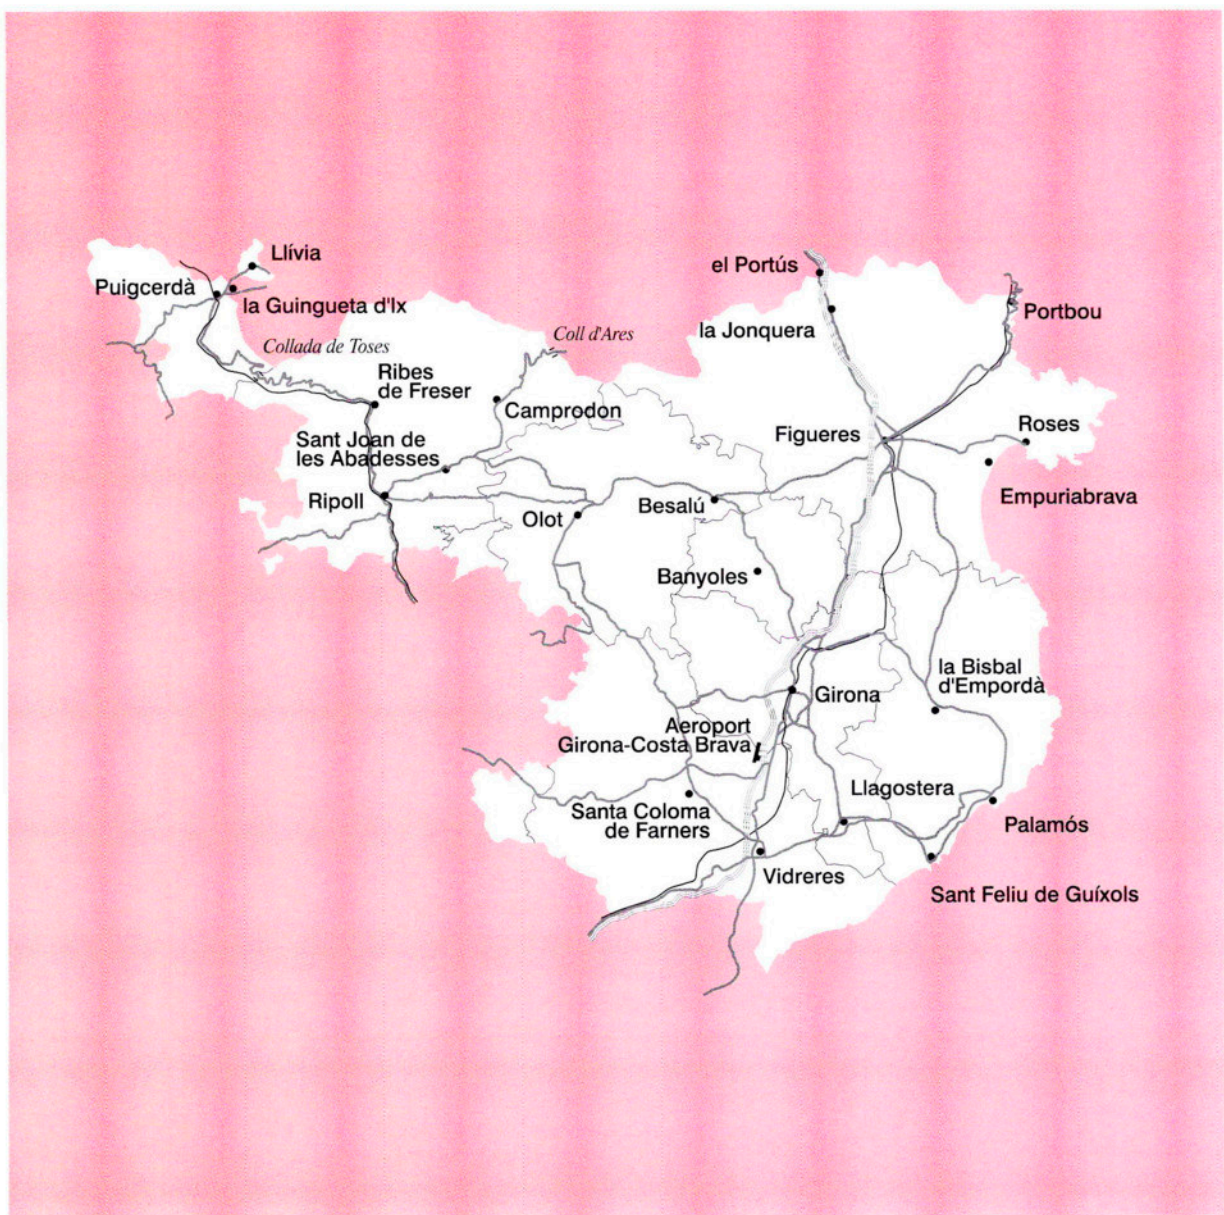 Llívia
el Portús
Puigcerdà
la Guingueta d'Ix
Portbou
la Jonquera
Coll d'Ares
Collada de Toses
Ribes
de Freser
Camprodon
Roses
Figueres
Sant Joan de
les Abadesses
Empuriabrava
Ripoll
Besalú
Olot
Banyoles
la Bisbal
d'Empordà
Girona
Aeroport
Girona-Costa Brava
Llagostera
Santa Coloma
de Farners
Palamós
Vidreres
Sant Feliu de Guíxols